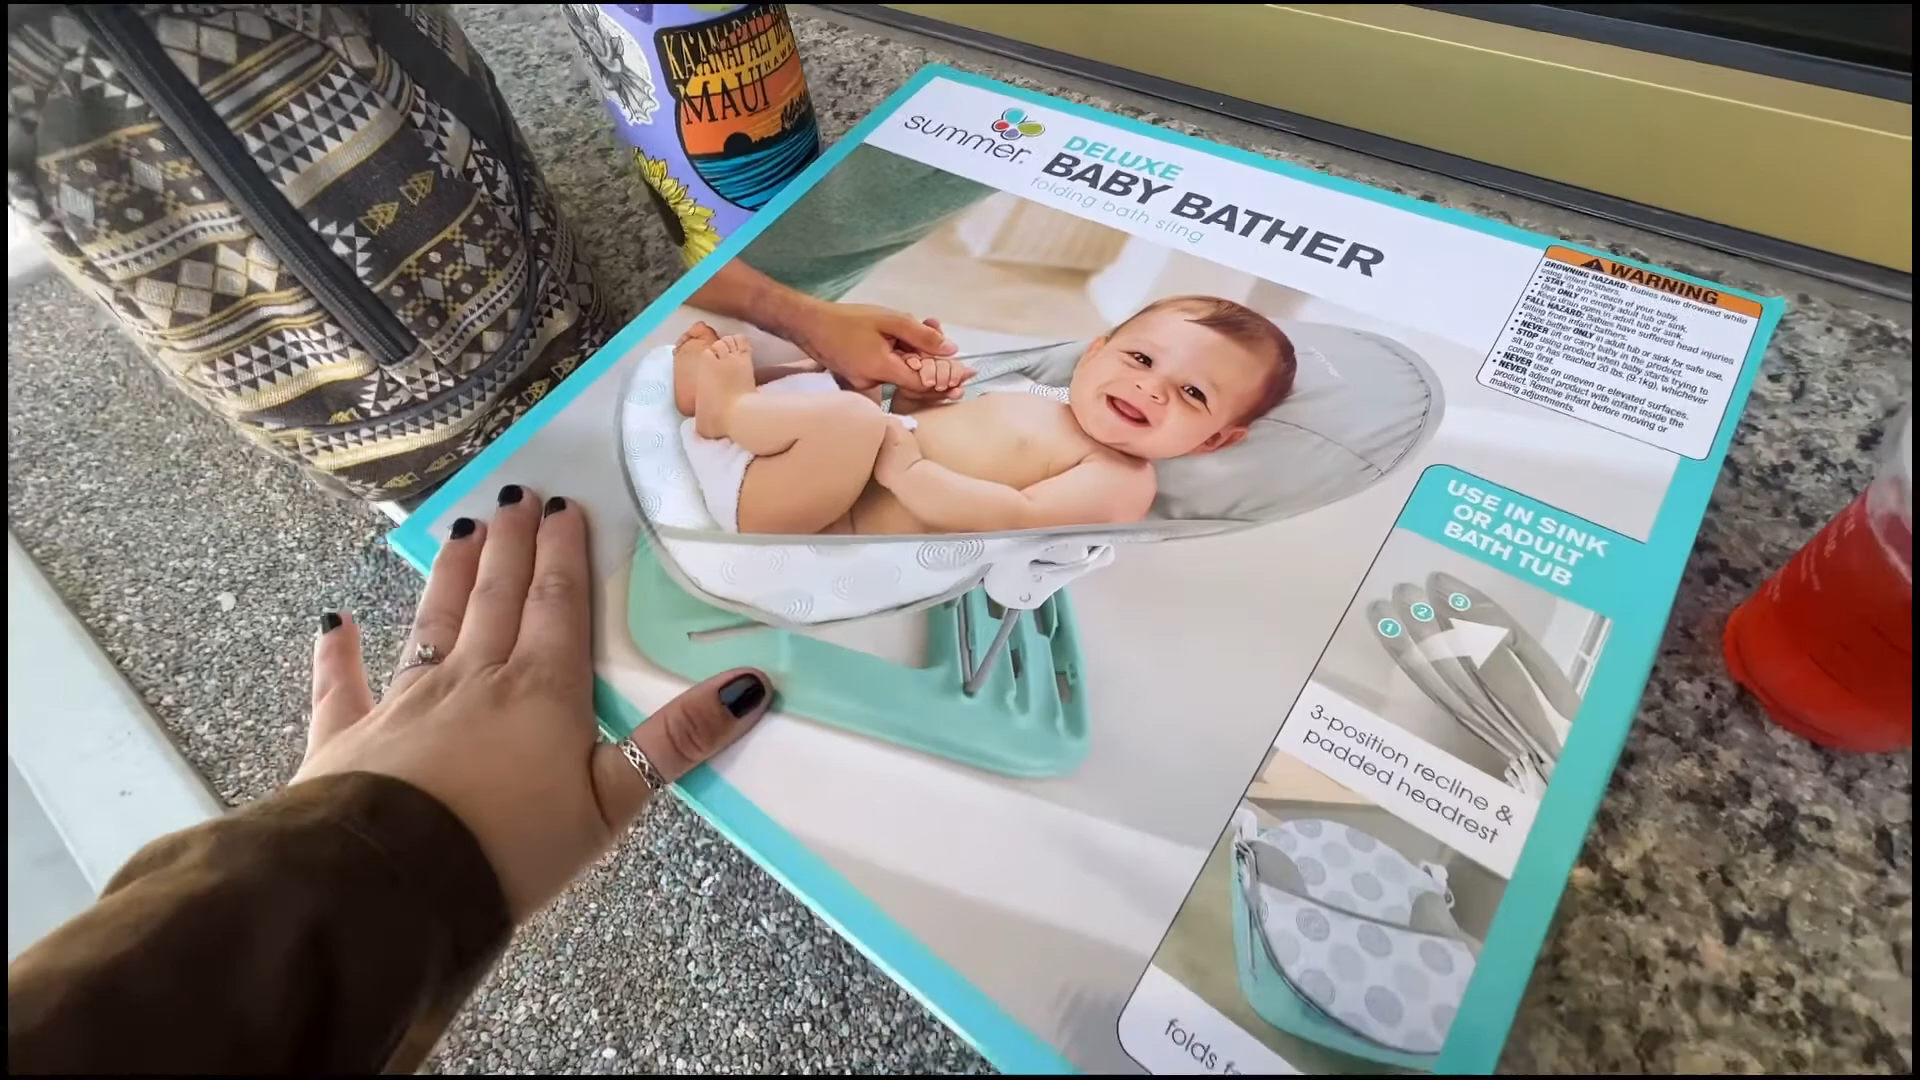 KA'ANAPALI
HAWAII
MAUI
summer.
DELUXE
BABY BATHER
folding bath sling
WARNING
DROWNING HAZARD: Babies have drowned while
using infant bathers.
• STAY in arm's reach of your baby.
• Use ONLY in empty adult tub or sink.
• Keep drain open in adult tub or sink.
FALL HAZARD: Babies have suffered head injuries
falling from infant bathers.
• Place bather ONLY in adult tub or sink for safe use.
• NEVER lift or carry baby in the product.
• STOP using product when baby starts trying to
sit up or has reached 20 lbs. (9.1kg), whichever
comes first.
• NEVER use on uneven or elevated surfaces.
NEVER adjust product with infant inside the
product. Remove infant before moving or
making adjustments.
USE IN SINK
OR ADULT
BATH TUB
1
2
3
3-position recline &
padded headrest
folds